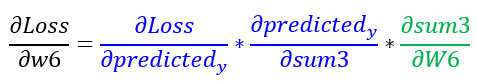 ∂Loss/∂w6 = ∂Loss/∂predicted_y * ∂predicted_y/∂sum3 * ∂sum3/∂W6